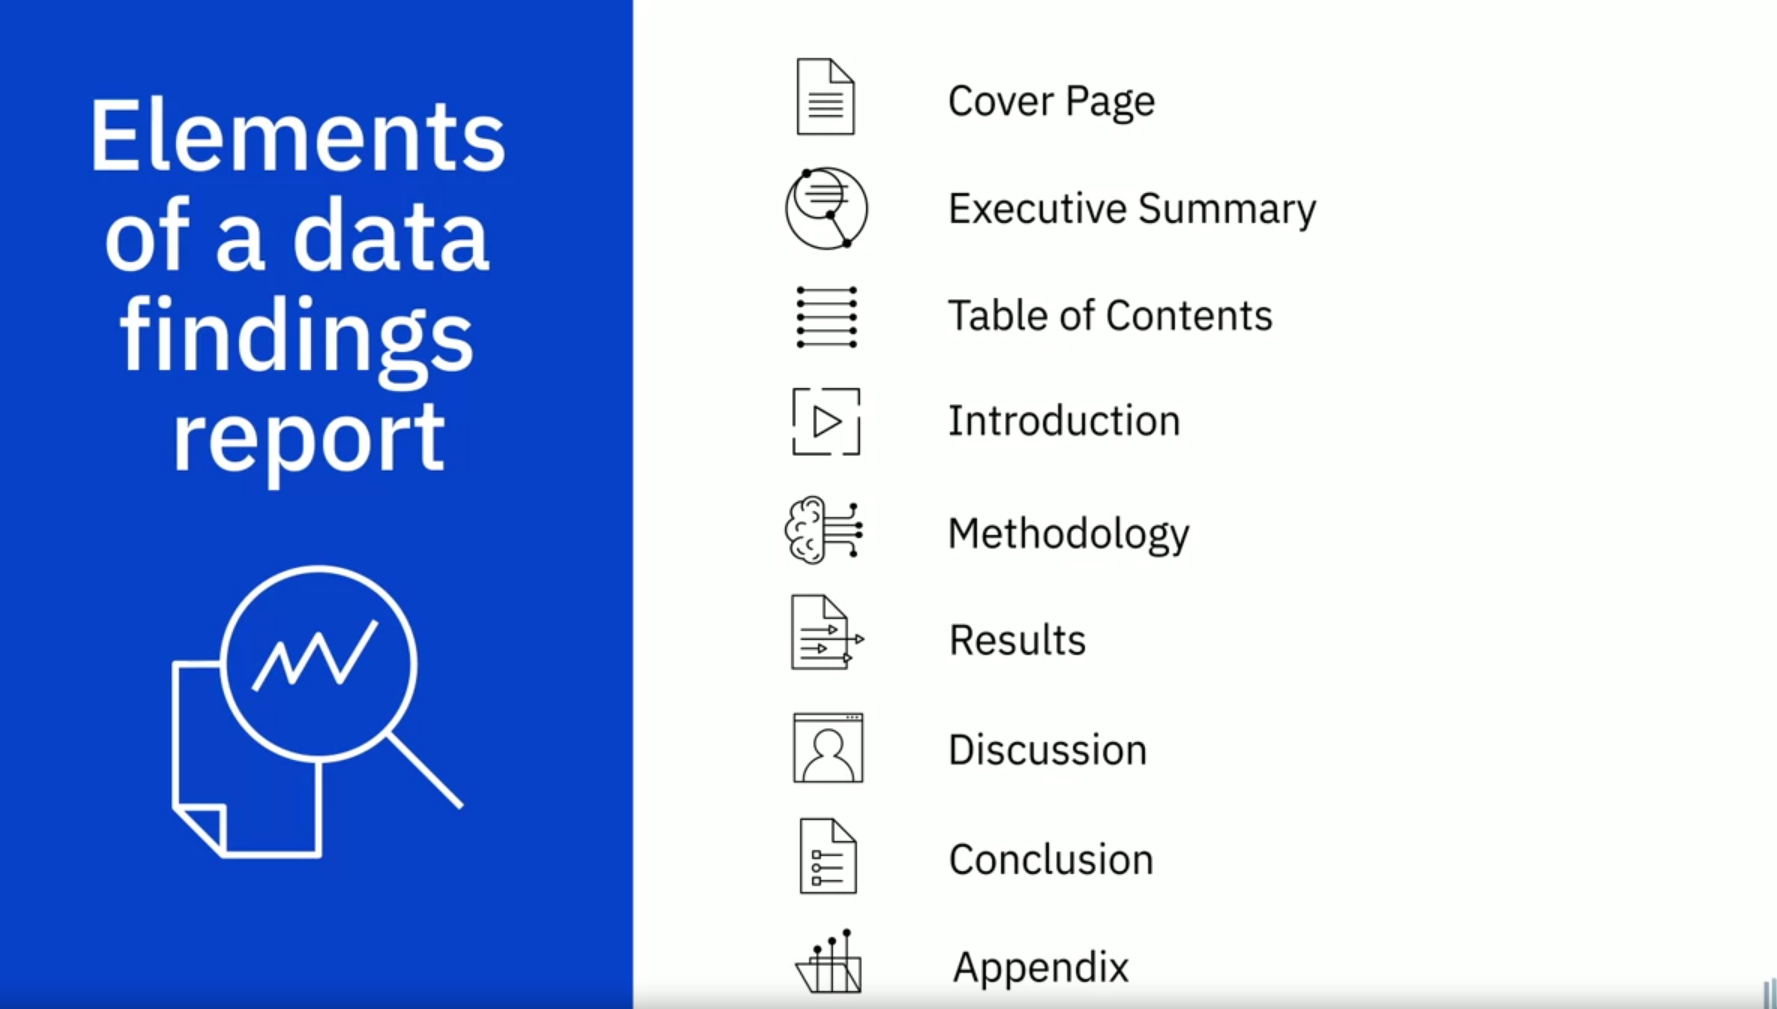 Elements
of a data
findings
report
Cover Page
Executive Summary
Table of Contents
Introduction
Methodology
Results
Discussion
Conclusion
Appendix